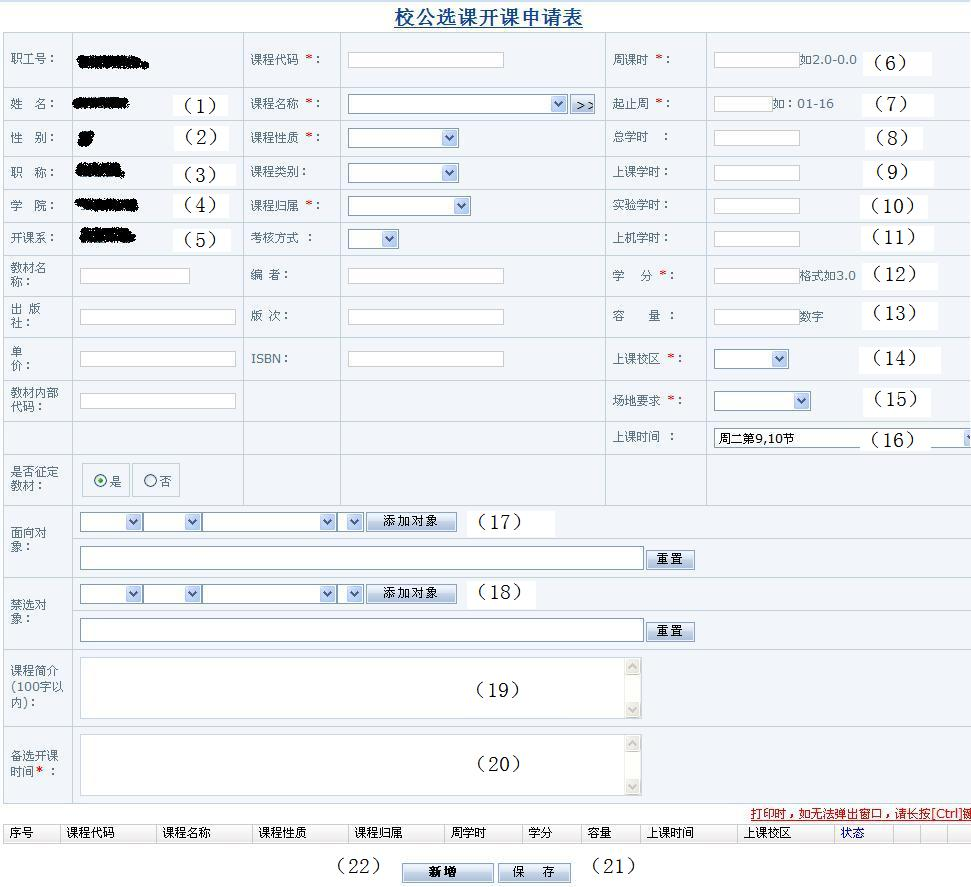 校公选课开课申请表
职工号： 课程代码 *： 周课时 *： 如2.0-0.0 （6）
姓 名： （1） 课程名称 *： >> 起止周 *： 如：01-16 （7）
性 别： （2） 课程性质 *： 总学时 ： （8）
职 称： （3） 课程类别： 上课学时： （9）
学 院： （4） 课程归属 *： 实验学时： （10）
开课系： （5） 考核方式 ： 上机学时： （11）
教材名
称： 编 者： 学 分 *： 格式如3.0 （12）
出 版
社： 版 次： 容 量 ： 数字 （13）
单
价： ISBN： 上课校区 *： （14）
教材内部
代码： 场地要求 *： （15）
上课时间 ： 周二第9,10节 （16）
是否征定
教材： 是 否
面向对
象： 添加对象 （17）
重置
禁选对
象： 添加对象 （18）
重置
课程简介
(100字以
内)： （19）
备选开课
时间*： （20）
打印时，如无法弹出窗口，请长按[Ctrl]键
序号 课程代码 课程名称 课程性质 课程归属 周学时 学分 容量 上课时间 上课校区 状态
（22） 新增 保 存 （21）